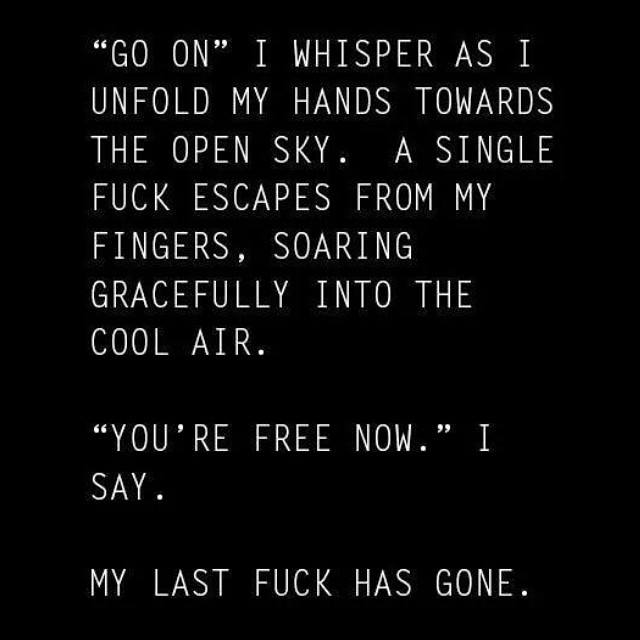 “GO ON” I WHISPER AS I
UNFOLD MY HANDS TOWARDS
THE OPEN SKY.  A SINGLE
FUCK ESCAPES FROM MY
FINGERS, SOARING
GRACEFULLY INTO THE
COOL AIR.
“YOU’RE FREE NOW.” I
SAY.
MY LAST FUCK HAS GONE.